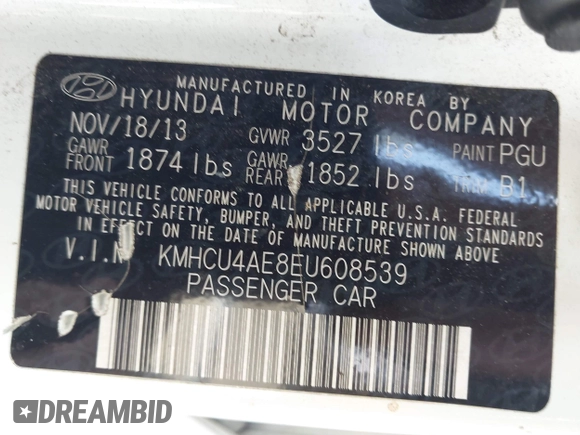 MANUFACTURED IN KOREA BY
HYUNDAI MOTOR COMPANY
NOV/18/13 GVWR 3527 lbs PAINT PGU
GAWR FRONT 1874 lbs GAWR REAR 1852 lbs TRIM B1
THIS VEHICLE CONFORMS TO ALL APPLICABLE U.S.A. FEDERAL
MOTOR VEHICLE SAFETY, BUMPER, AND THEFT PREVENTION STANDARDS
IN EFFECT ON THE DATE OF MANUFACTURE SHOWN ABOVE
V.I.N KMHCU4AE8EU608539
PASSENGER CAR
DREAMBID